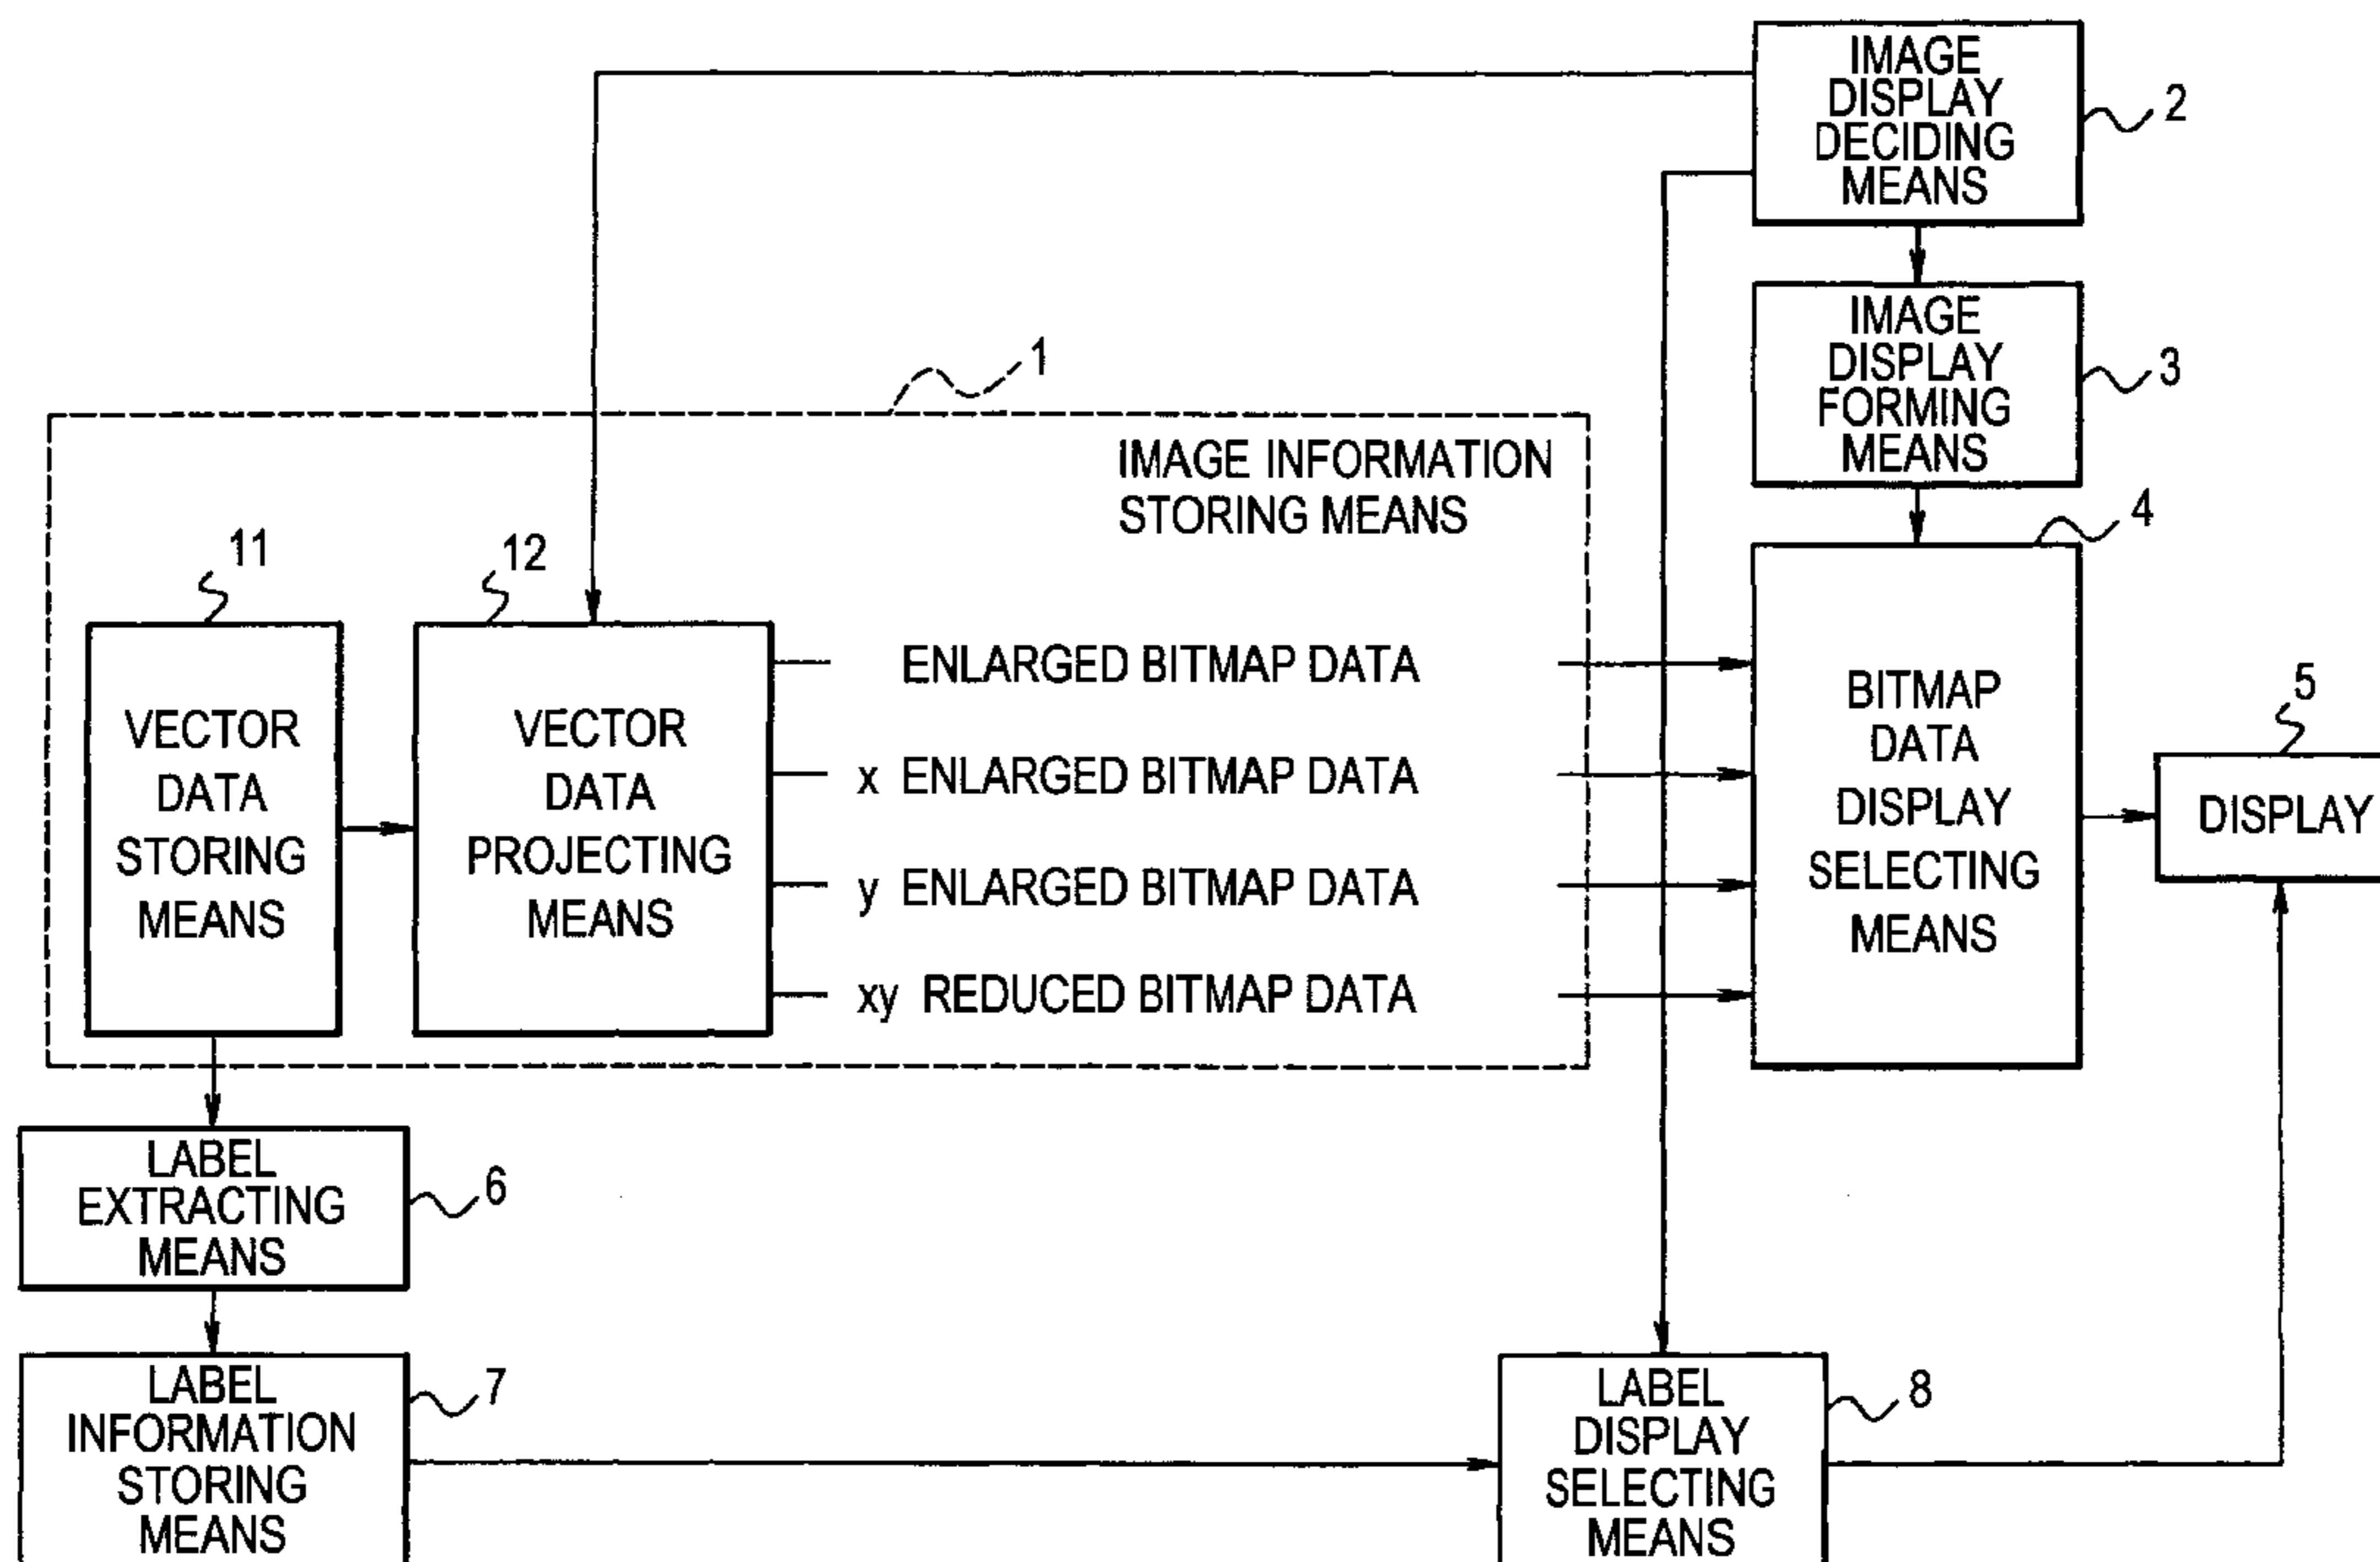 IMAGE
DISPLAY
DECIDING
MEANS
2
IMAGE
DISPLAY
FORMING
MEANS
3
1
IMAGE INFORMATION
STORING MEANS
4
11
12
VECTOR
DATA
STORING
MEANS
VECTOR
DATA
PROJECTING
MEANS
ENLARGED BITMAP DATA
x ENLARGED BITMAP DATA
y ENLARGED BITMAP DATA
xy REDUCED BITMAP DATA
BITMAP
DATA
DISPLAY
SELECTING
MEANS
5
DISPLAY
LABEL
EXTRACTING
MEANS
6
LABEL
INFORMATION
STORING
MEANS
7
LABEL
DISPLAY
SELECTING
MEANS
8